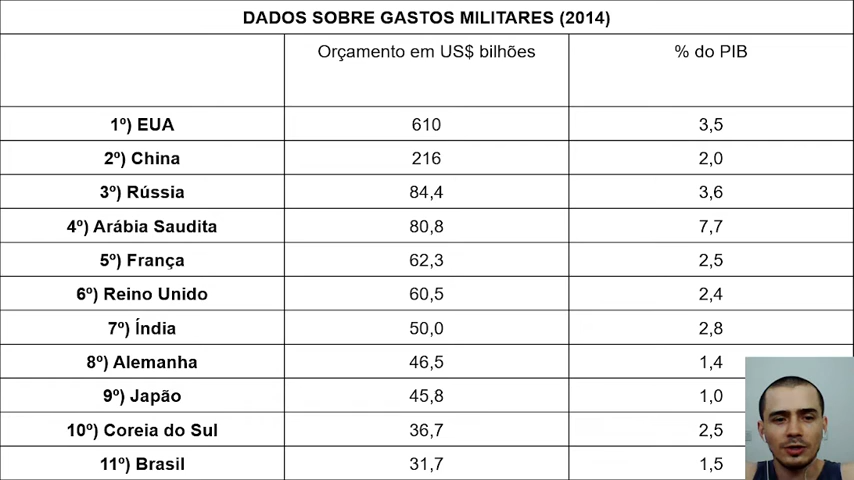 DADOS SOBRE GASTOS MILITARES (2014)
Orçamento em US$ bilhões % do PIB
1º) EUA 610 3,5
2º) China 216 2,0
3º) Rússia 84,4 3,6
4º) Arábia Saudita 80,8 7,7
5º) França 62,3 2,5
6º) Reino Unido 60,5 2,4
7º) Índia 50,0 2,8
8º) Alemanha 46,5 1,4
9º) Japão 45,8 1,0
10º) Coreia do Sul 36,7 2,5
11º) Brasil 31,7 1,5